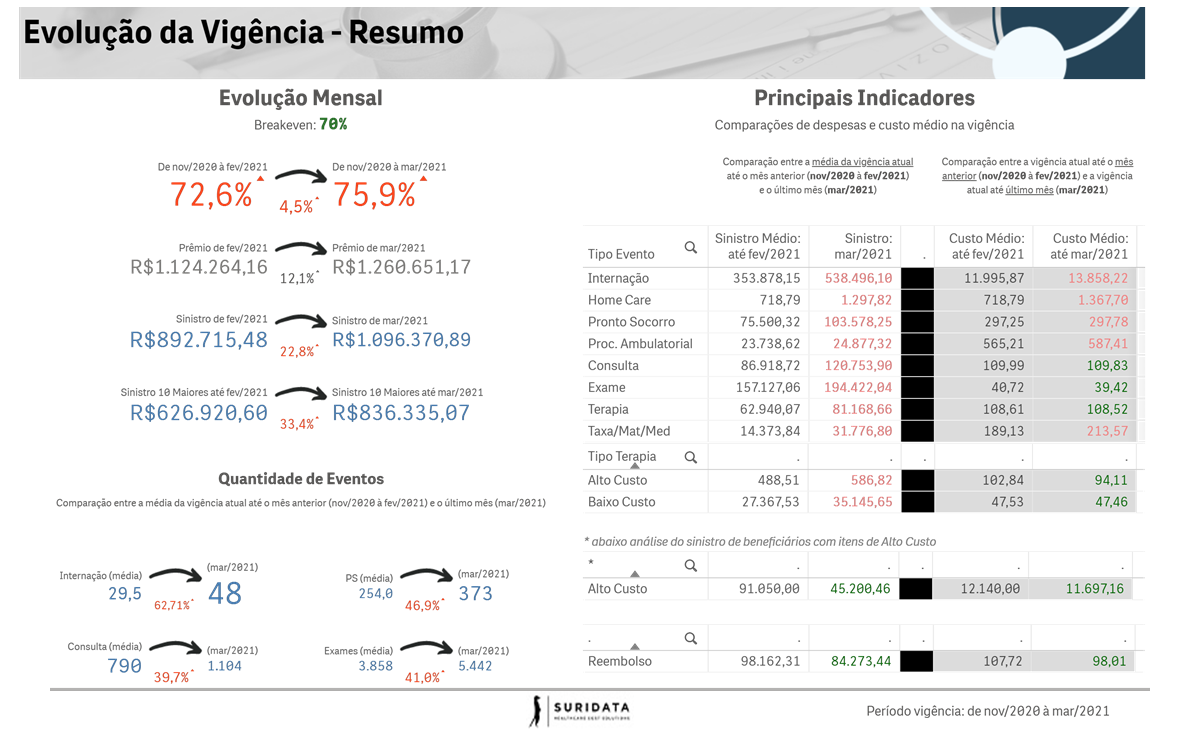 Evolução da Vigência - Resumo
Evolução Mensal
Breakeven: 70%
De nov/2020 à fev/2021
72,6%
4,5%
De nov/2020 à mar/2021
75,9%
Prêmio de fev/2021
R$1.124.264,16
12,1%
Prêmio de mar/2021
R$1.260.651,17
Sinistro de fev/2021
R$892.715,48
22,8%
Sinistro de mar/2021
R$1.096.370,89
Sinistro 10 Maiores até fev/2021
R$626.920,60
33,4%
Sinistro 10 Maiores até mar/2021
R$836.335,07
Quantidade de Eventos
Comparação entre a média da vigência atual até o mês anterior (nov/2020 à fev/2021) e o último mês (mar/2021)
Internação (média)
29,5
62,71%
(mar/2021)
48
PS (média)
254,0
46,9%
(mar/2021)
373
Consulta (média)
790
39,7%
(mar/2021)
1.104
Exames (média)
3.858
41,0%
(mar/2021)
5.442
Principais Indicadores
Comparações de despesas e custo médio na vigência
Comparação entre a média da vigência atual
até o mês anterior (nov/2020 à fev/2021)
e o último mês (mar/2021)
Comparação entre a vigência atual até o mês
anterior (nov/2020 à fev/2021) e a vigência
atual até último mês (mar/2021)
Tipo Evento Sinistro Médio: até fev/2021 Sinistro: mar/2021 . Custo Médio: até fev/2021 Custo Médio: até mar/2021
Internação 353.878,15 538.496,10 11.995,87 13.858,22
Home Care 718,79 1.297,82 718,79 1.367,70
Pronto Socorro 75.500,32 103.578,25 297,25 297,78
Proc. Ambulatorial 23.738,62 24.877,32 565,21 587,41
Consulta 86.918,72 120.753,90 109,99 109,83
Exame 157.127,06 194.422,04 40,72 39,42
Terapia 62.940,07 81.168,66 108,61 108,52
Taxa/Mat/Med 14.373,84 31.776,80 189,13 213,57
Tipo Terapia . . . . .
Alto Custo 488,51 586,82 102,84 94,11
Baixo Custo 27.367,53 35.145,65 47,53 47,46
* abaixo análise do sinistro de beneficiários com itens de Alto Custo
* . . . . .
Alto Custo 91.050,00 45.200,46 12.140,00 11.697,16
. . . . . .
Reembolso 98.162,31 84.273,44 107,72 98,01
SURIDATA
HEALTHCARE COST SOLUTIONS
Período vigência: de nov/2020 à mar/2021